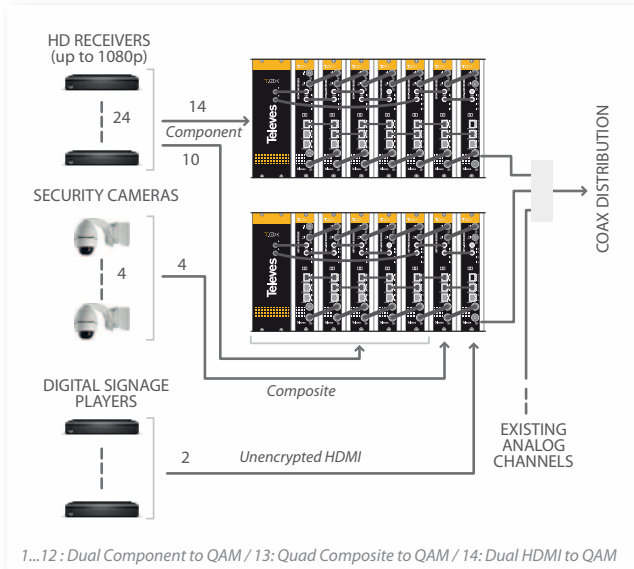 HD RECEIVERS
(up to 1080p)
24
14
Component
10
T.0X
Televes
SECURITY CAMERAS
4
4
T.0X
Televes
Composite
DIGITAL SIGNAGE
PLAYERS
2
Unencrypted HDMI
COAX DISTRIBUTION
EXISTING
ANALOG
CHANNELS
1...12 : Dual Component to QAM / 13: Quad Composite to QAM / 14: Dual HDMI to QAM